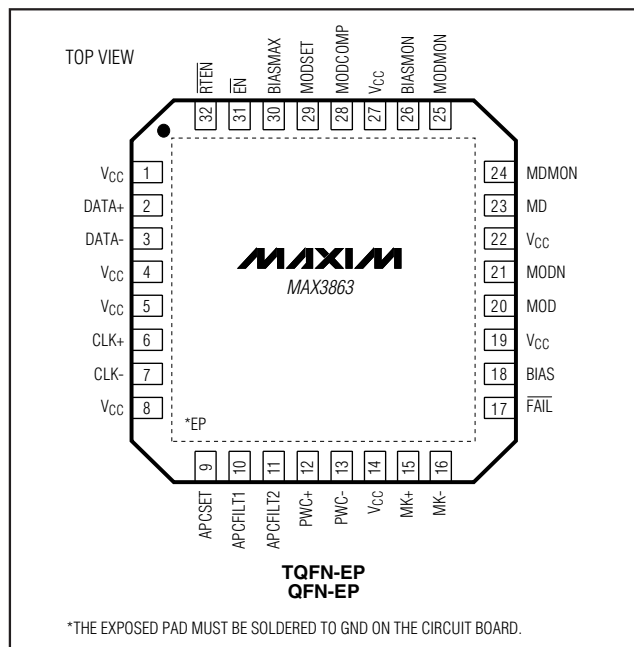 TOP VIEW
R̅T̅E̅N̅
E̅N̅
BIASMAX
MODSET
MODCOMP
VCC
BIASMON
MODMON
32
31
30
29
28
27
26
25
VCC 1
DATA+ 2
DATA- 3
VCC 4
VCC 5
CLK+ 6
CLK- 7
VCC 8
24 MDMON
23 MD
22 VCC
21 MODN
20 MOD
19 VCC
18 BIAS
17 F̅A̅I̅L̅
MAXIM
MAX3863
*EP
9
10
11
12
13
14
15
16
APCSET
APCFILT1
APCFILT2
PWC+
PWC-
VCC
MK+
MK-
TQFN-EP
QFN-EP
*THE EXPOSED PAD MUST BE SOLDERED TO GND ON THE CIRCUIT BOARD.